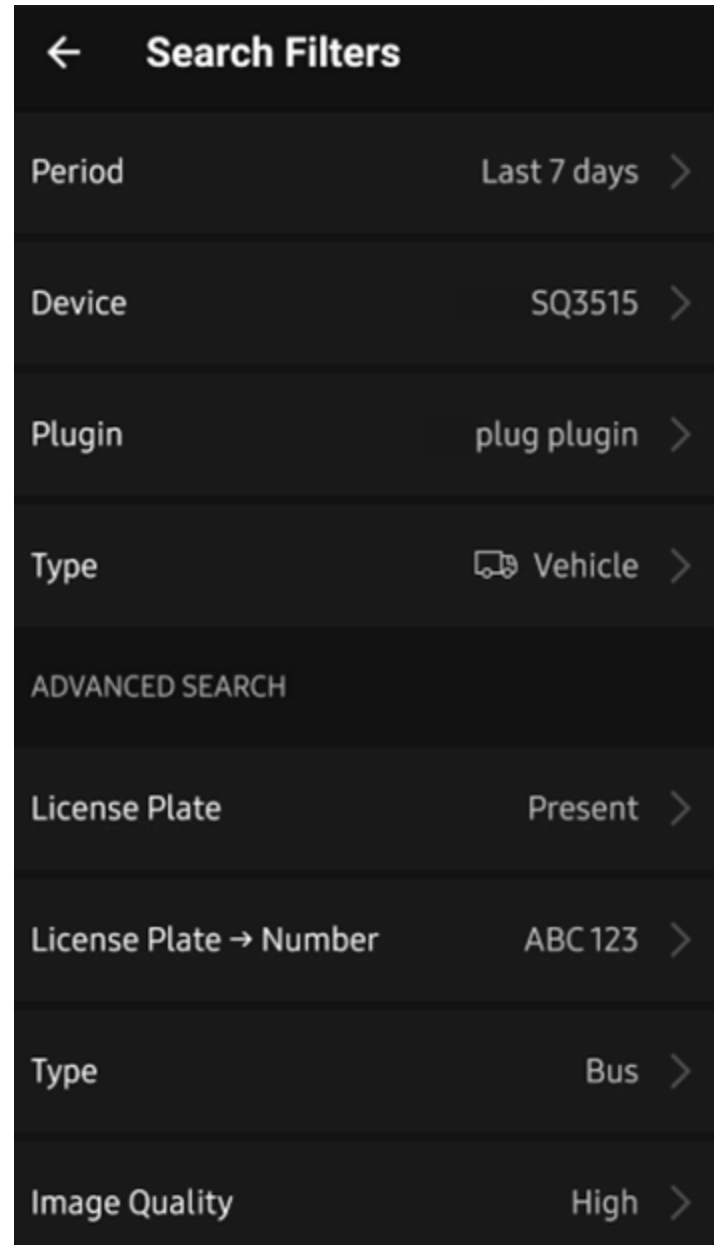 Search Filters
Period Last 7 days
Device SQ3515
Plugin plug plugin
Type Vehicle
ADVANCED SEARCH
License Plate Present
License Plate → Number ABC 123
Type Bus
Image Quality High